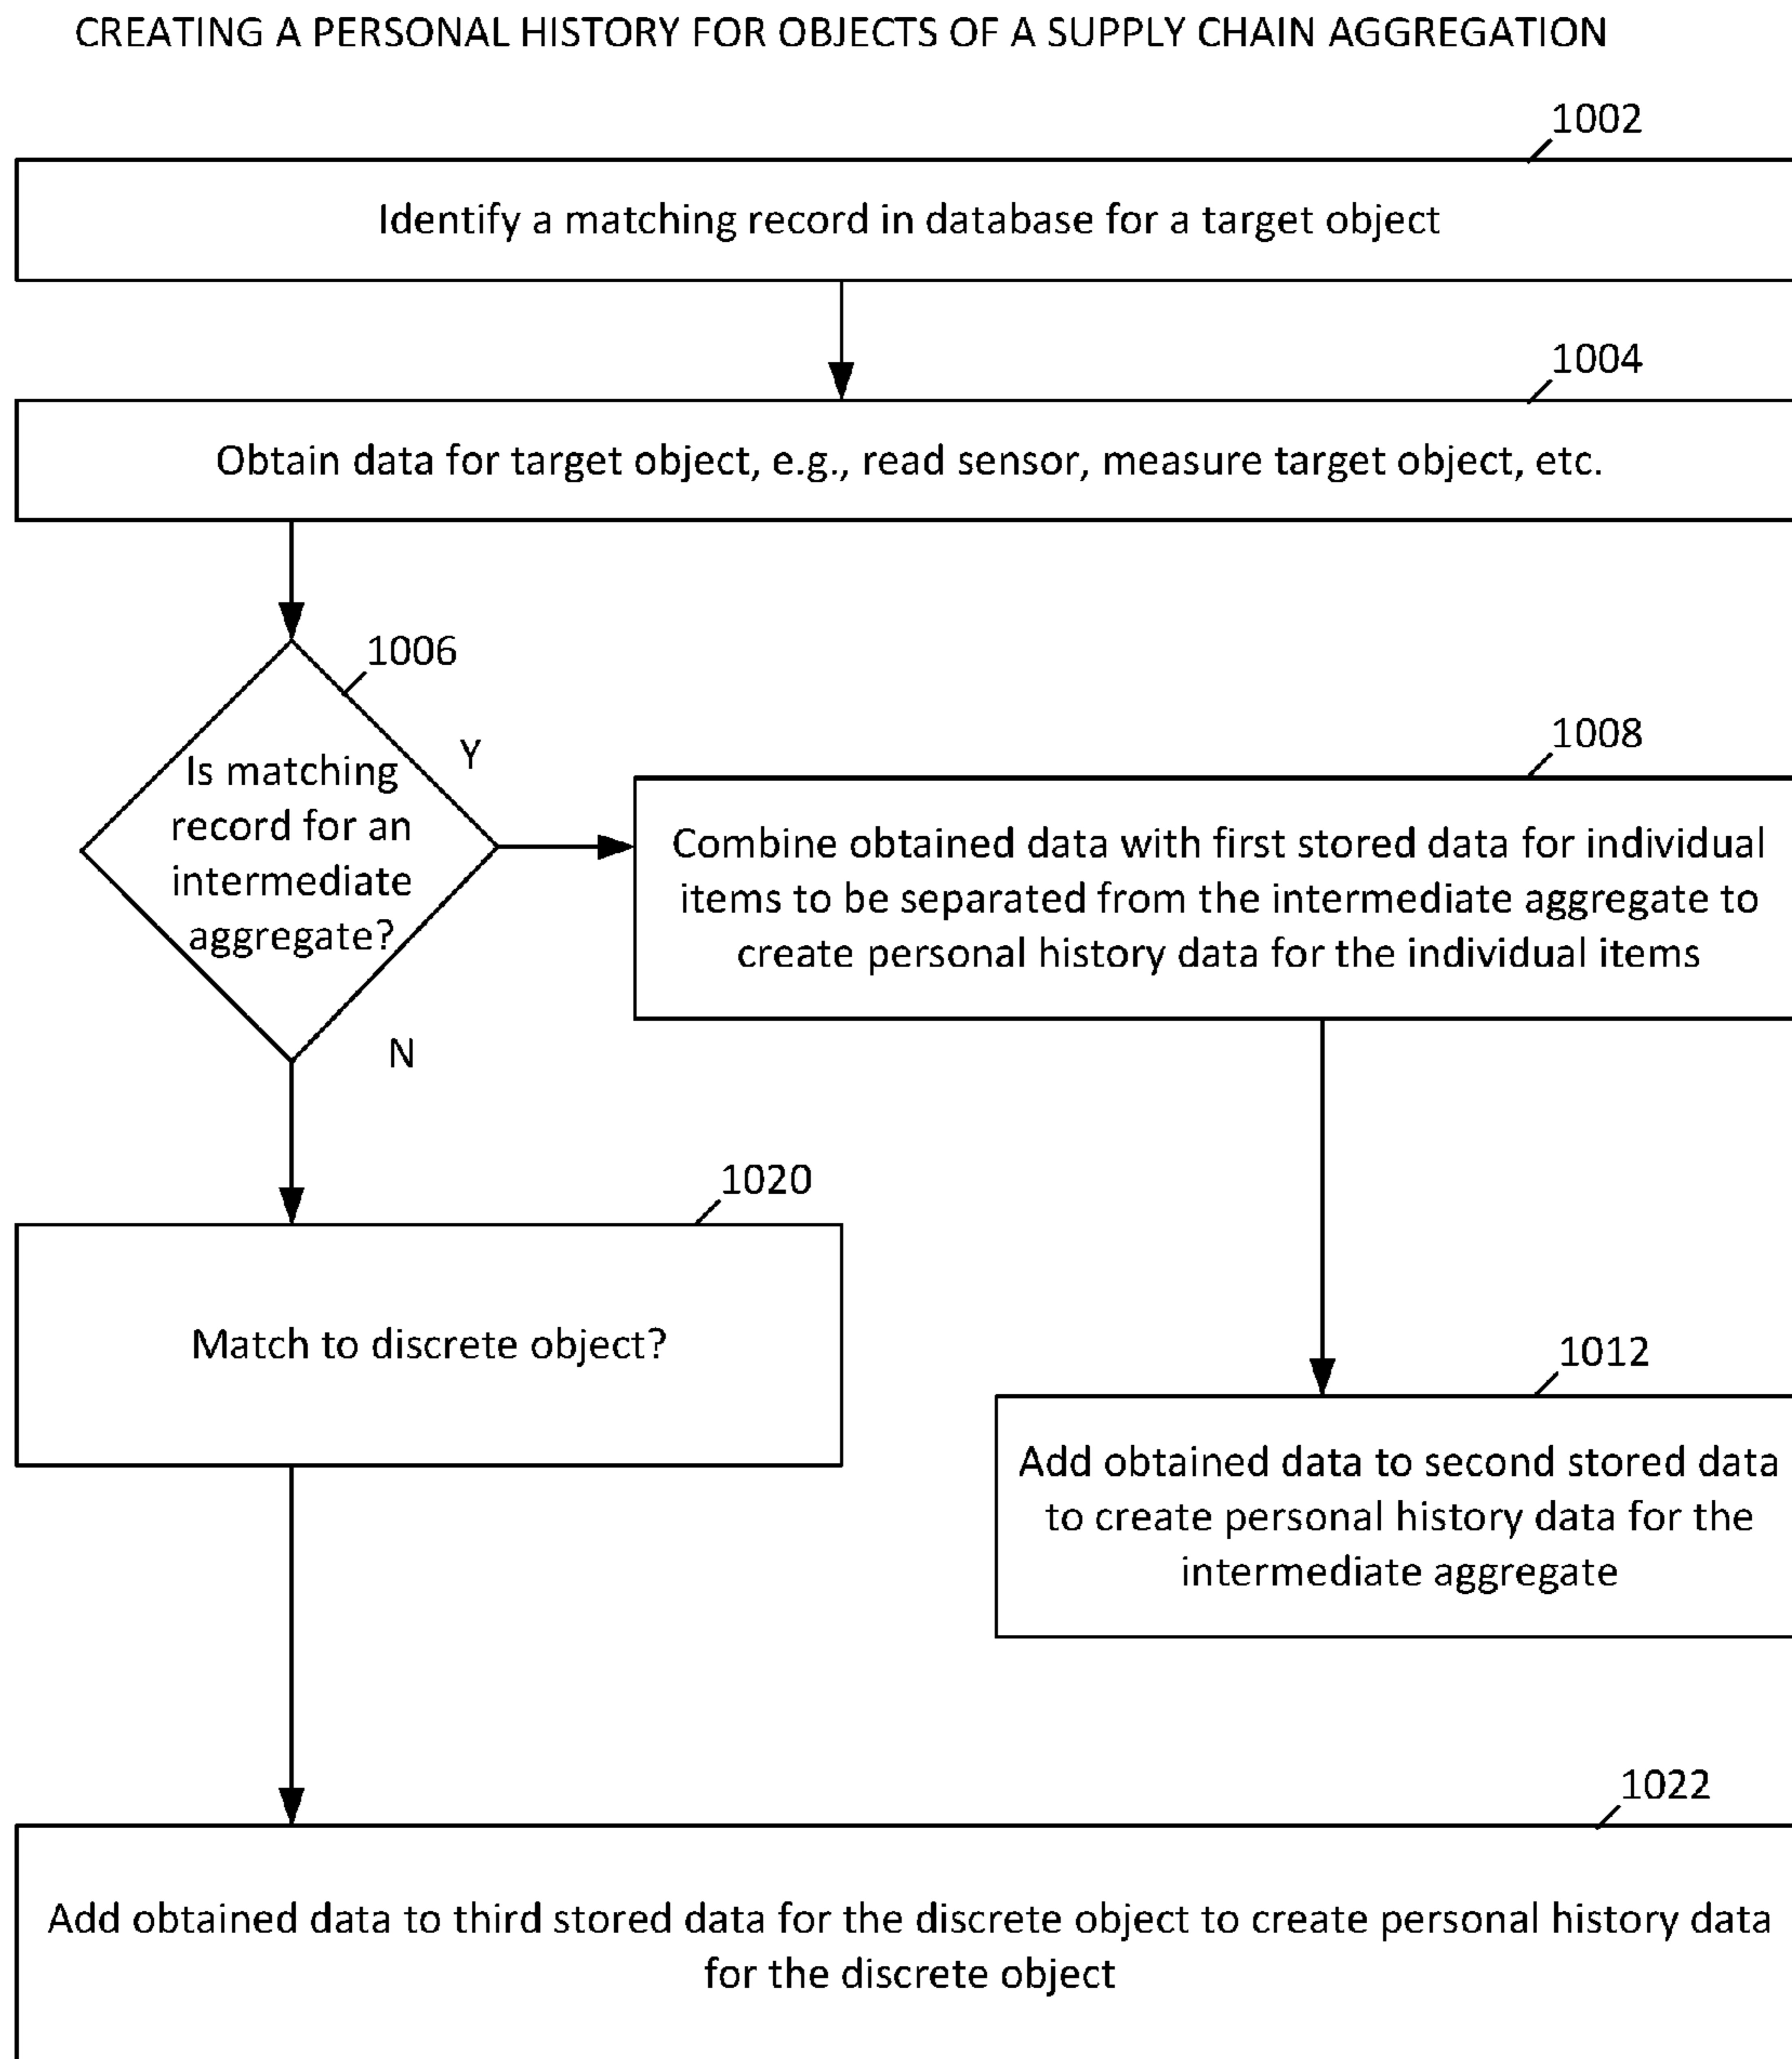 CREATING A PERSONAL HISTORY FOR OBJECTS OF A SUPPLY CHAIN AGGREGATION
1002
Identify a matching record in database for a target object
1004
Obtain data for target object, e.g., read sensor, measure target object, etc.
1006
Is matching
record for an
intermediate
aggregate?
Y
N
1008
Combine obtained data with first stored data for individual
items to be separated from the intermediate aggregate to
create personal history data for the individual items
1020
Match to discrete object?
1012
Add obtained data to second stored data
to create personal history data for the
intermediate aggregate
1022
Add obtained data to third stored data for the discrete object to create personal history data
for the discrete object